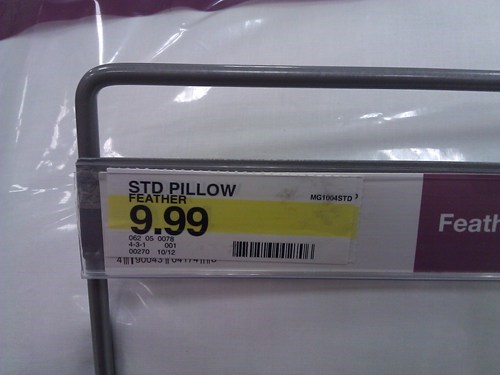 STD PILLOW
MG1004STD
FEATHER
9.99
062 05 0078
4-3-1 001
00270 10/12
Feath